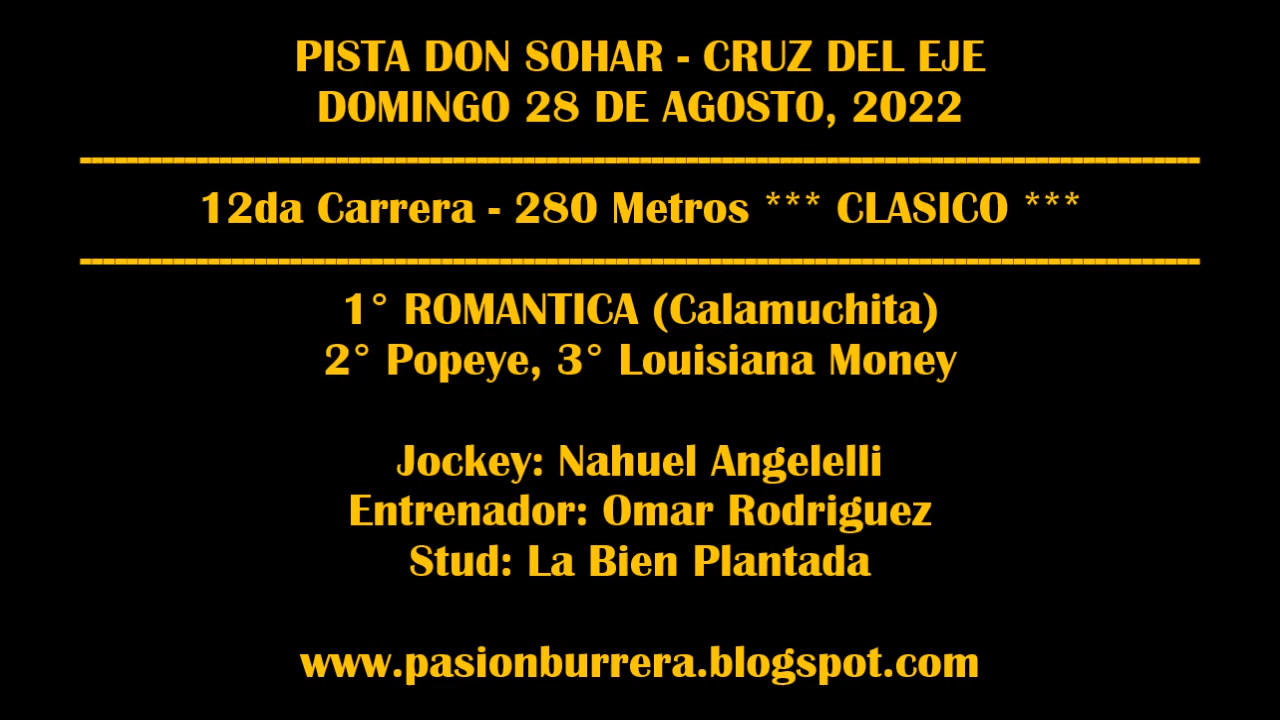 PISTA DON SOHAR - CRUZ DEL EJE
DOMINGO 28 DE AGOSTO, 2022
12da Carrera - 280 Metros *** CLASICO ***
1° ROMANTICA (Calamuchita)
2° Popeye, 3° Louisiana Money
Jockey: Nahuel Angelelli
Entrenador: Omar Rodriguez
Stud: La Bien Plantada
www.pasionburrera.blogspot.com